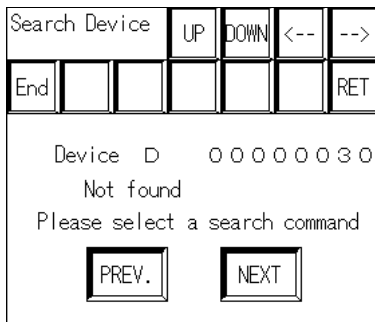 Search Device UP DOWN <-- -->
End RET
Device D 00000030
Not found
Please select a search command
PREV. NEXT